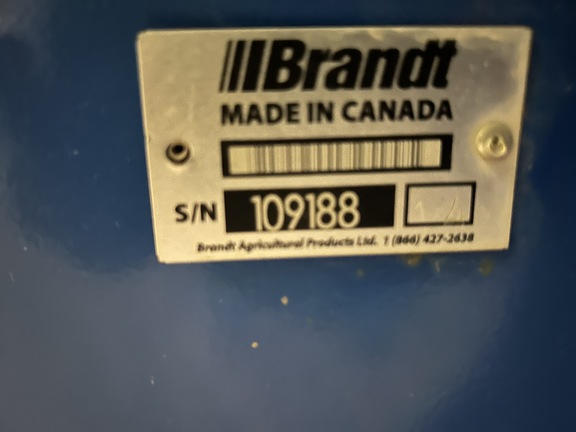 Brandt
MADE IN CANADA
S/N 109188
Brandt Agricultural Products Ltd. 1 (866) 427-2638